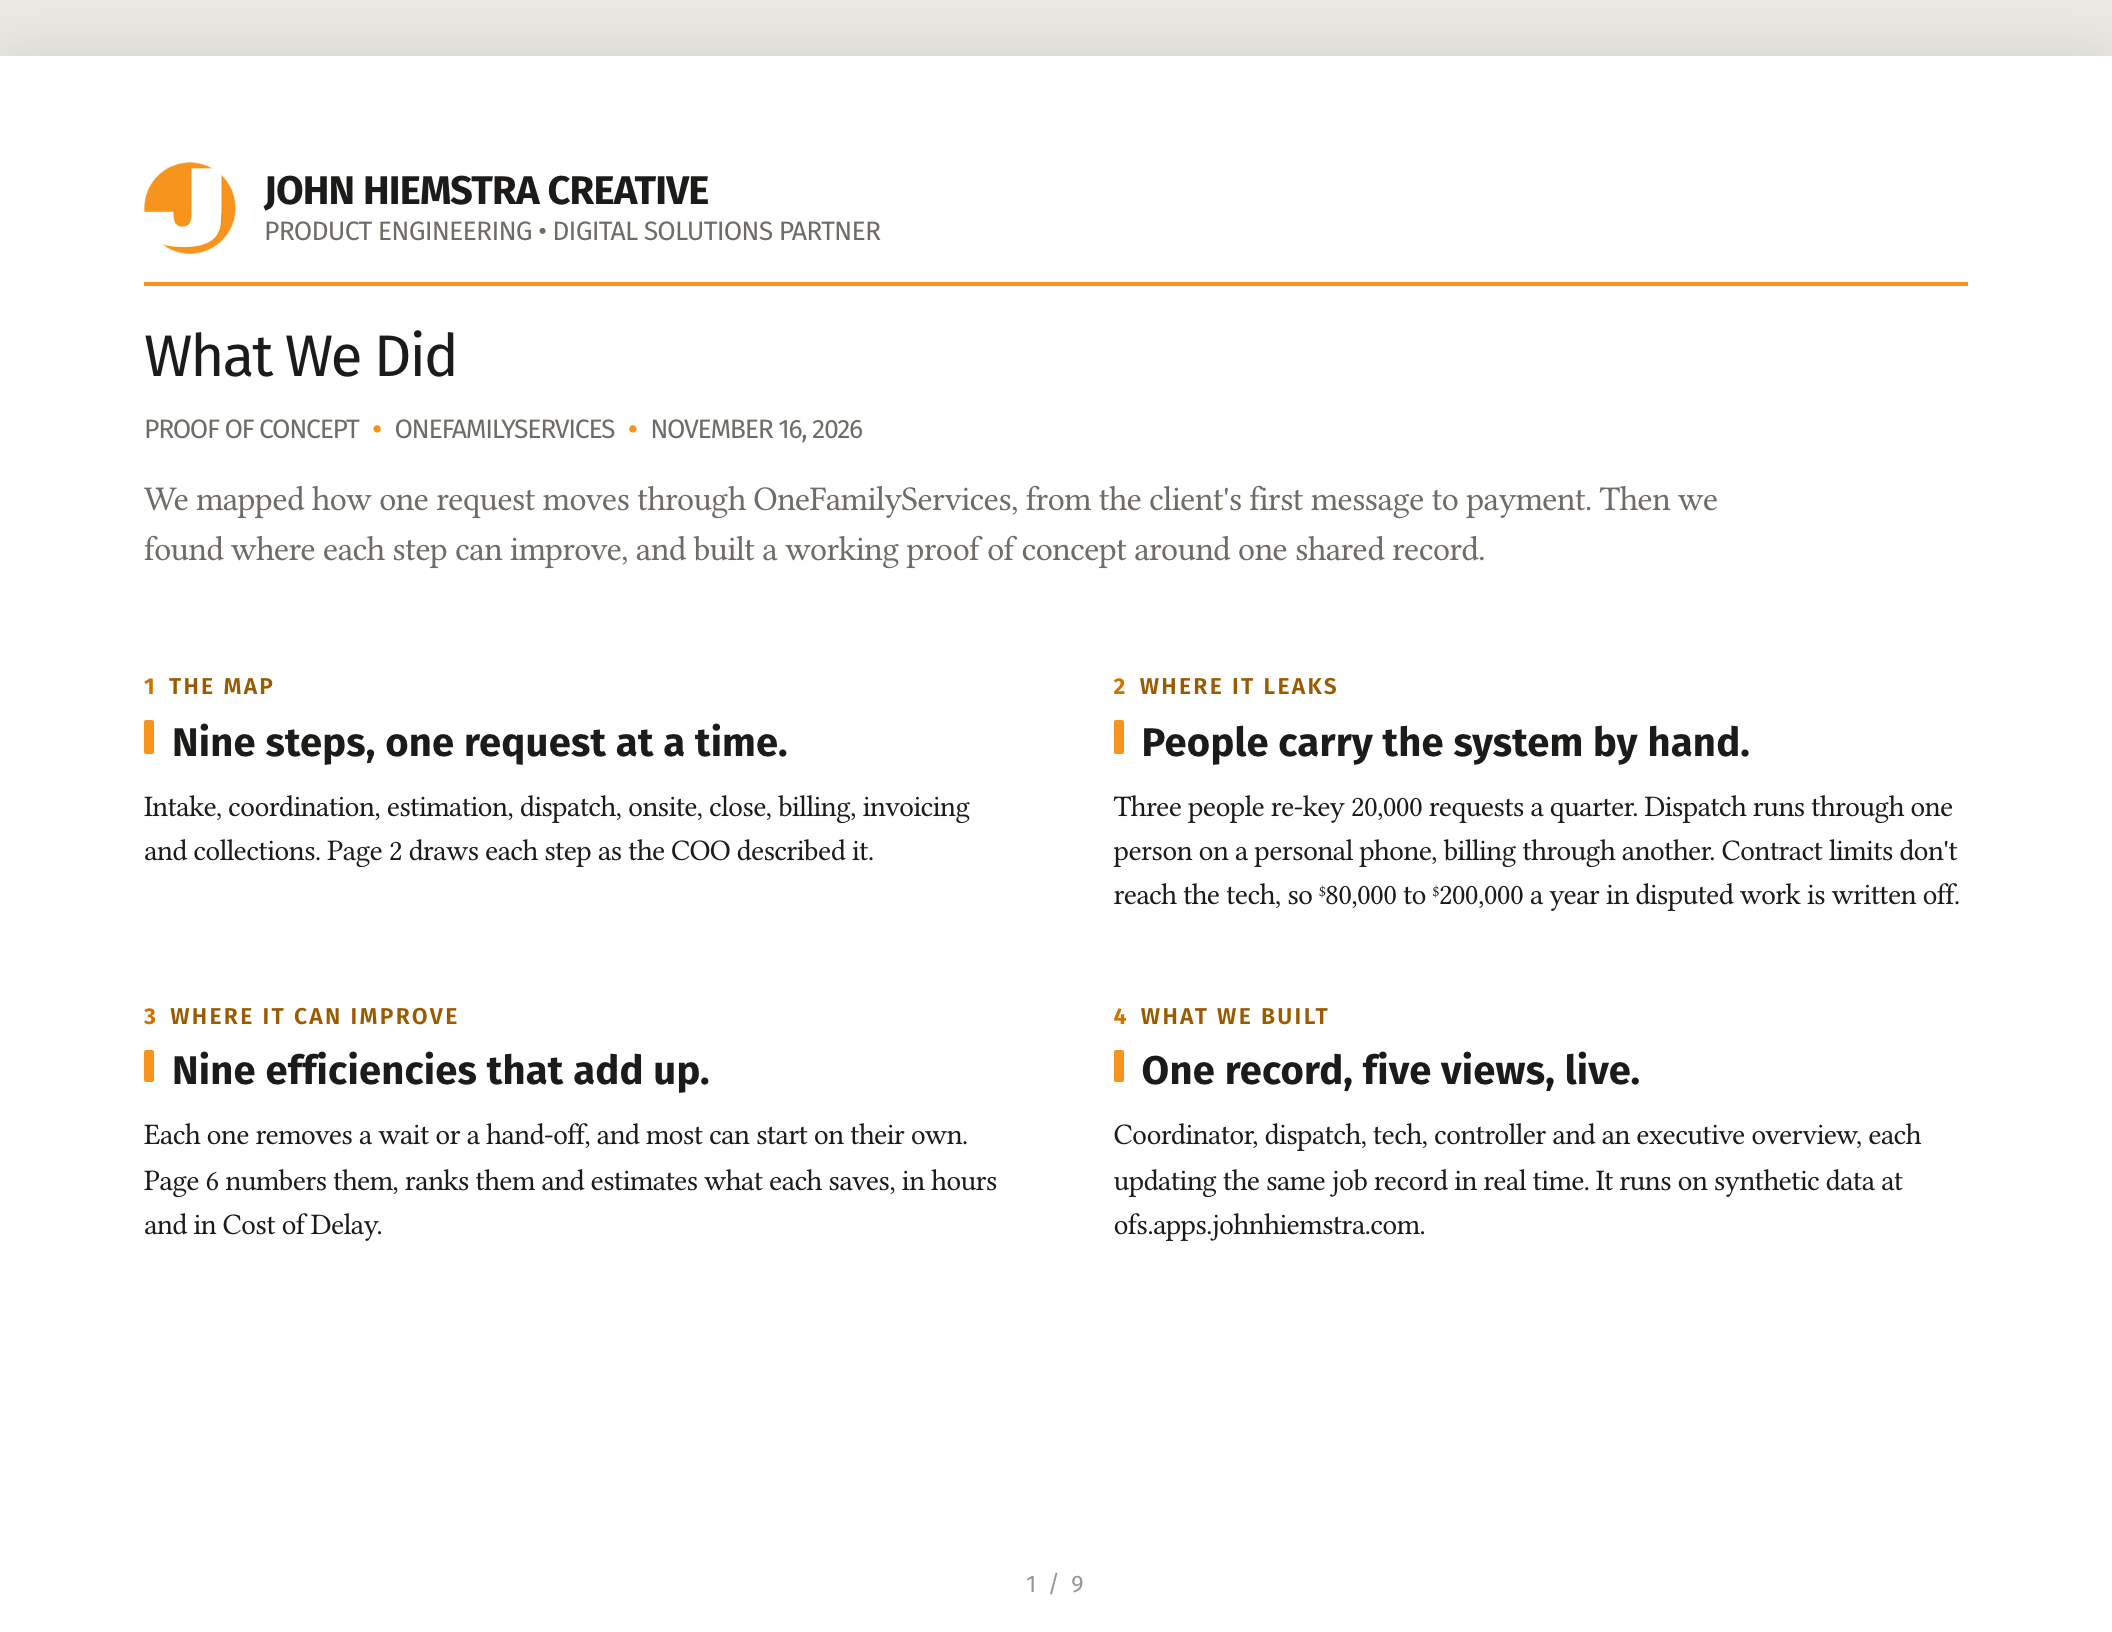 J
JOHN HIEMSTRA CREATIVE
PRODUCT ENGINEERING • DIGITAL SOLUTIONS PARTNER
What We Did
PROOF OF CONCEPT • ONEFAMILYSERVICES • NOVEMBER 16, 2026
We mapped how one request moves through OneFamilyServices, from the client's first message to payment. Then we
found where each step can improve, and built a working proof of concept around one shared record.
1 THE MAP
Nine steps, one request at a time.
Intake, coordination, estimation, dispatch, onsite, close, billing, invoicing
and collections. Page 2 draws each step as the COO described it.
2 WHERE IT LEAKS
People carry the system by hand.
Three people re-key 20,000 requests a quarter. Dispatch runs through one
person on a personal phone, billing through another. Contract limits don't
reach the tech, so $80,000 to $200,000 a year in disputed work is written off.
3 WHERE IT CAN IMPROVE
Nine efficiencies that add up.
Each one removes a wait or a hand-off, and most can start on their own.
Page 6 numbers them, ranks them and estimates what each saves, in hours
and in Cost of Delay.
4 WHAT WE BUILT
One record, five views, live.
Coordinator, dispatch, tech, controller and an executive overview, each
updating the same job record in real time. It runs on synthetic data at
ofs.apps.johnhiemstra.com.
1 / 9